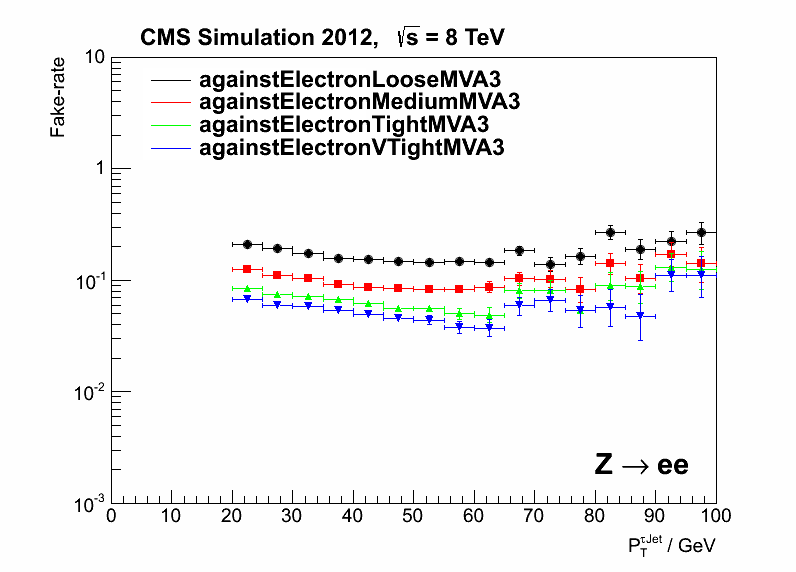 CMS Simulation 2012, √s = 8 TeV
Fake-rate
10
1
10⁻¹
10⁻²
10⁻³
againstElectronLooseMVA3
againstElectronMediumMVA3
againstElectronTightMVA3
againstElectronVTightMVA3
Z → ee
0 10 20 30 40 50 60 70 80 90 100
P_T^τJet / GeV